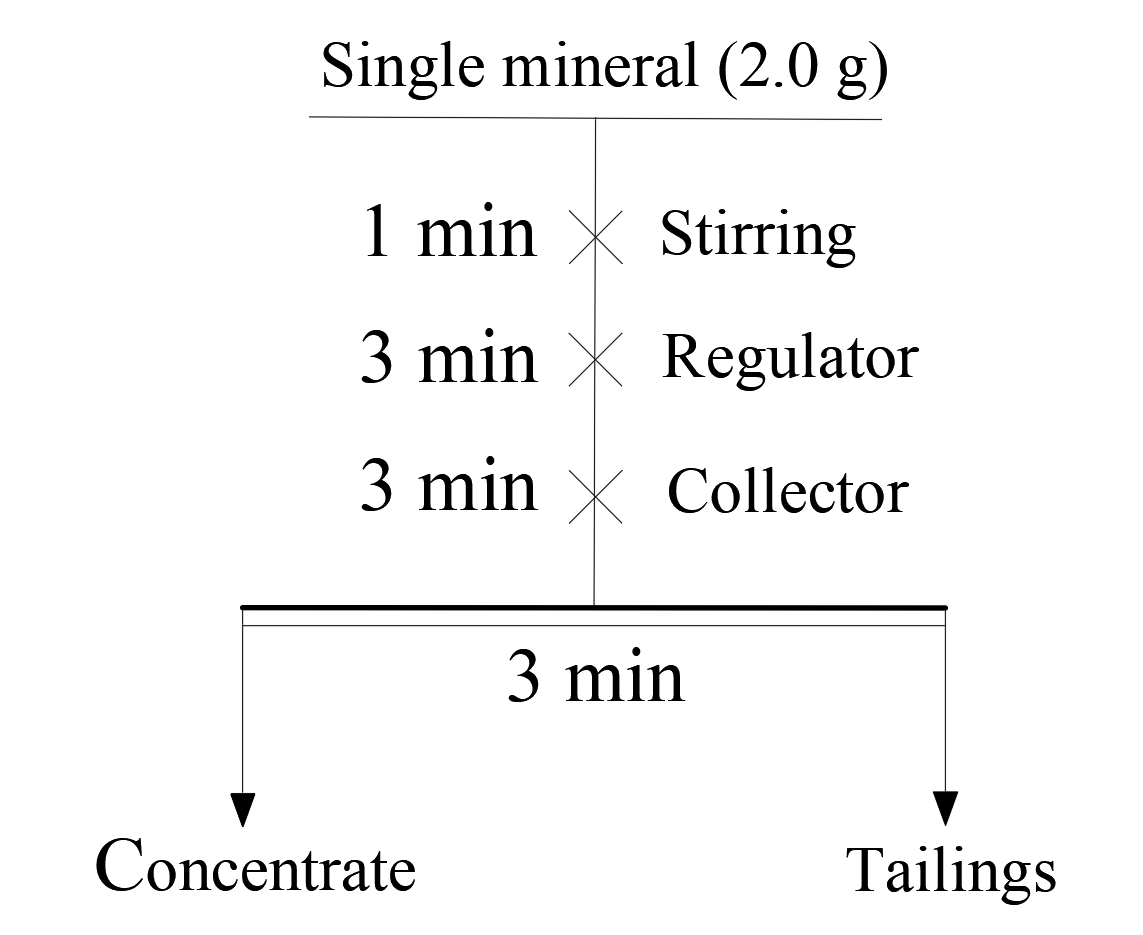 Single mineral (2.0 g)
1 min Stirring
3 min Regulator
3 min Collector
3 min
Concentrate Tailings